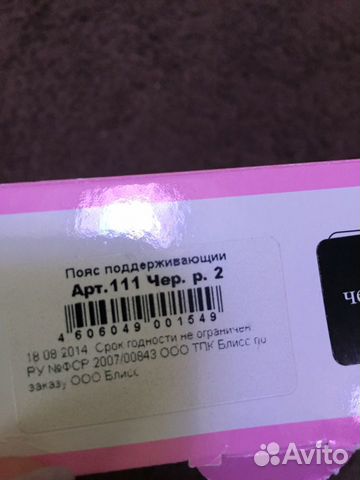 Пояс поддерживающий
Арт.111 Чер. р. 2
4 606049 001549
18 08 2014 Срок годности не ограничен
РУ №ФСР 2007/00843 ООО ТПК Блисс по
заказу ООО Блисс
че
Avito